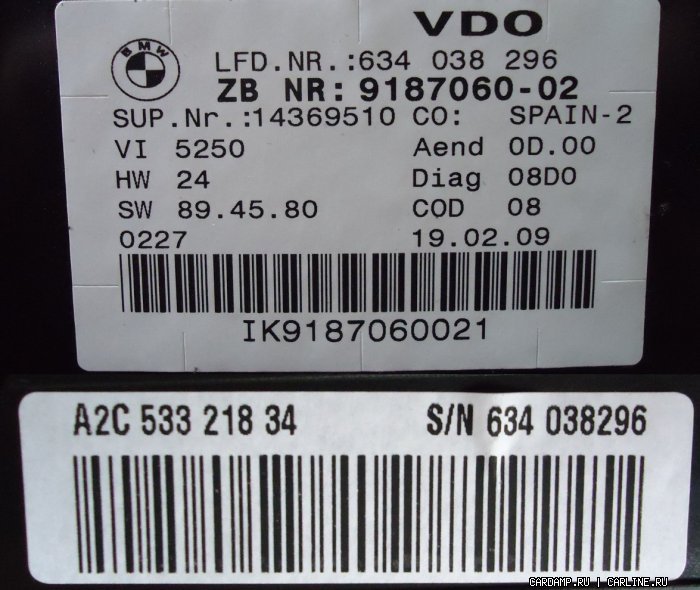 VDO
BMW
LFD.NR.:634 038 296
ZB NR: 9187060-02
SUP.Nr.:14369510 CO: SPAIN-2
VI 5250 Aend 0D.00
HW 24 Diag 08D0
SW 89.45.80 COD 08
0227 19.02.09
IK9187060021
A2C 533 218 34 S/N 634 038296
CARDAMP.RU | CARLINE.RU